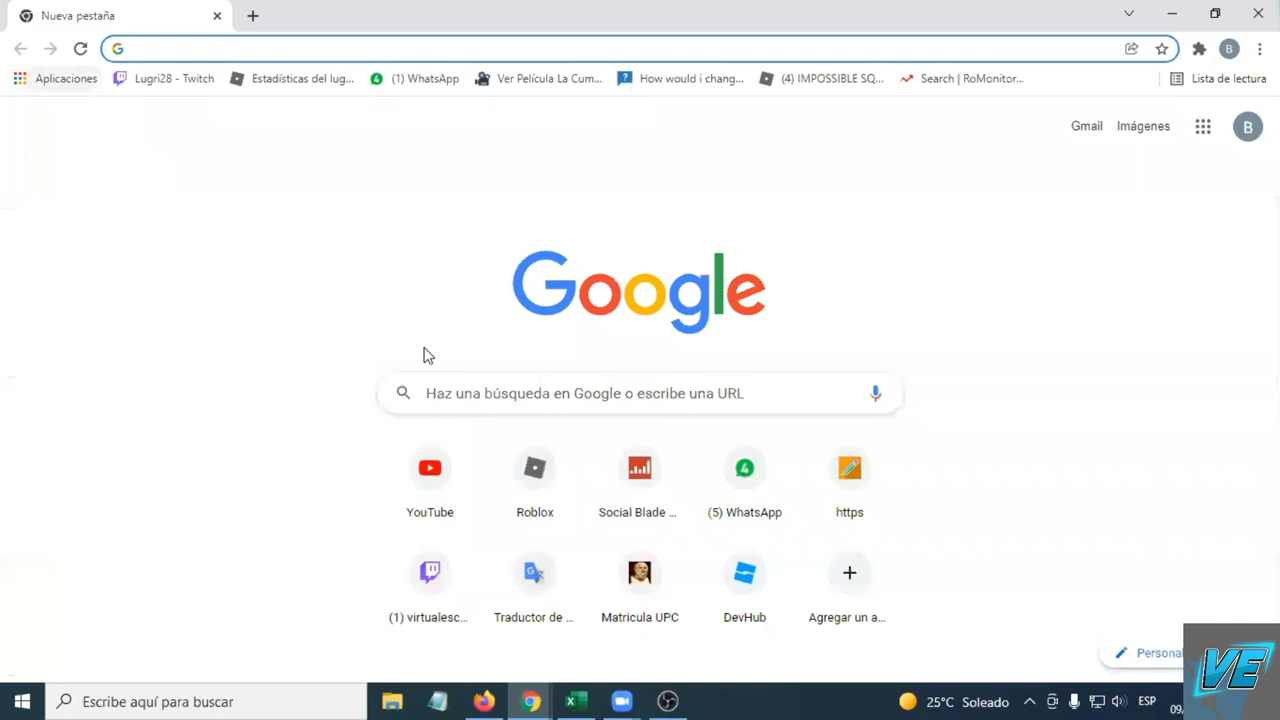 Nueva pestaña
Aplicaciones
Lugri28 - Twitch
Estadísticas del lug...
(1) WhatsApp
Ver Película La Cum...
How would i chang...
(4) IMPOSSIBLE SQ...
Search | RoMonitor...
Lista de lectura
Gmail
Imágenes
B
B
Google
Haz una búsqueda en Google o escribe una URL
YouTube
Roblox
Social Blade ...
4
(5) WhatsApp
https
(1) virtualesc...
Traductor de ...
Matricula UPC
DevHub
Agregar un a...
Personal
VE
Escribe aquí para buscar
25°C Soleado
ESP
09/